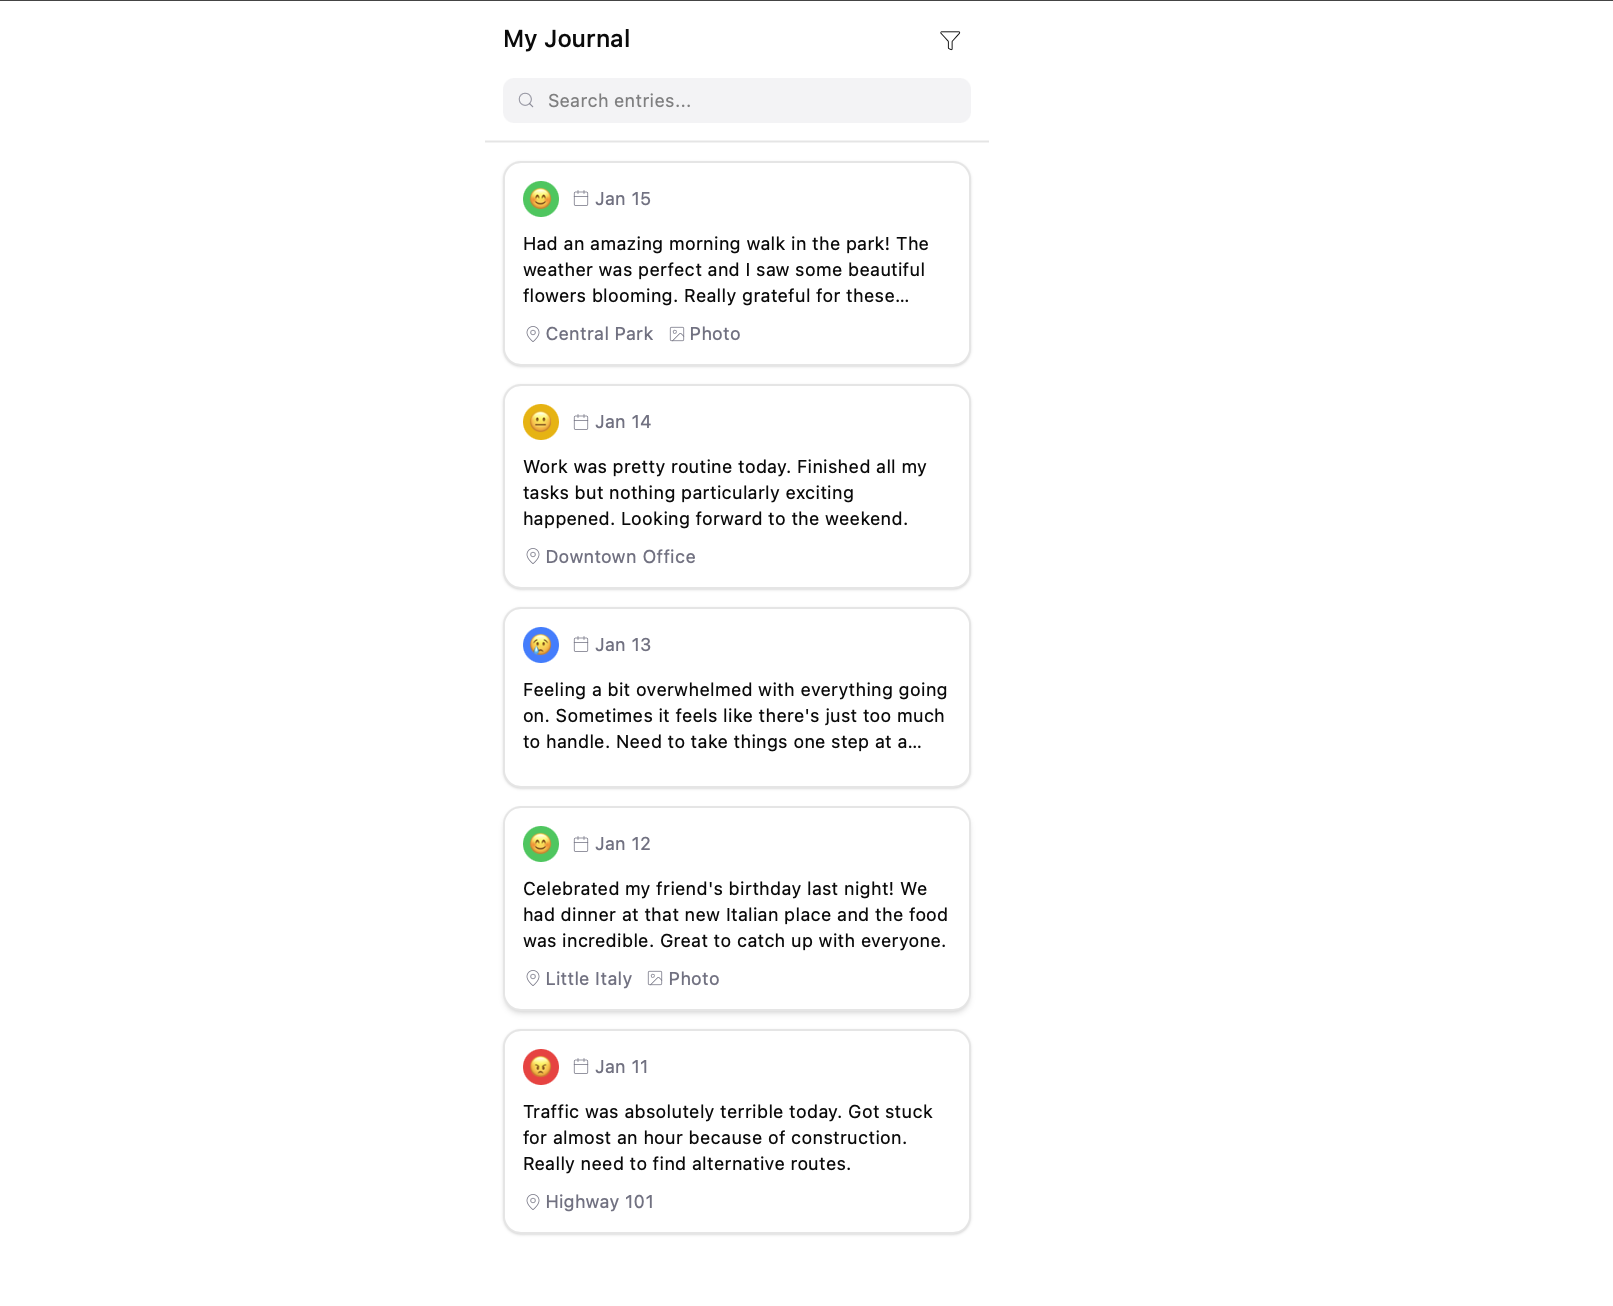 My Journal
Search entries...
Jan 15
Had an amazing morning walk in the park! The
weather was perfect and I saw some beautiful
flowers blooming. Really grateful for these...
Central Park Photo
Jan 14
Work was pretty routine today. Finished all my
tasks but nothing particularly exciting
happened. Looking forward to the weekend.
Downtown Office
Jan 13
Feeling a bit overwhelmed with everything going
on. Sometimes it feels like there's just too much
to handle. Need to take things one step at a...
Jan 12
Celebrated my friend's birthday last night! We
had dinner at that new Italian place and the food
was incredible. Great to catch up with everyone.
Little Italy Photo
Jan 11
Traffic was absolutely terrible today. Got stuck
for almost an hour because of construction.
Really need to find alternative routes.
Highway 101